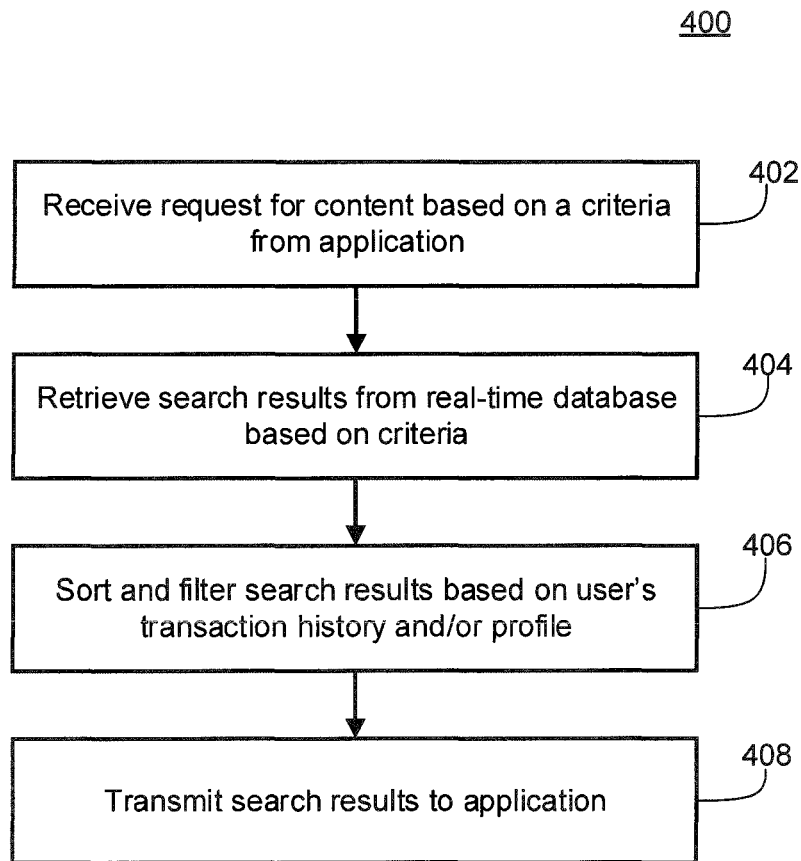 400
402
Receive request for content based on a criteria
from application
404
Retrieve search results from real-time database
based on criteria
406
Sort and filter search results based on user's
transaction history and/or profile
408
Transmit search results to application